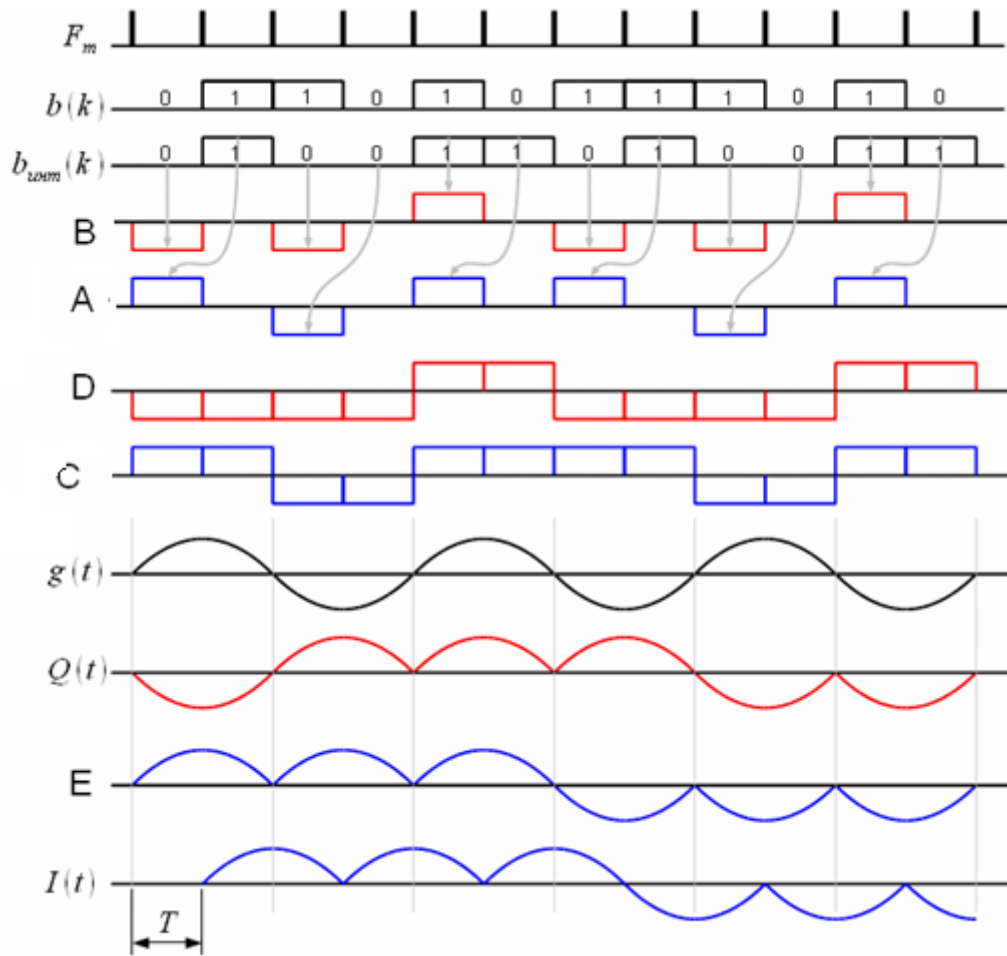 F_m
b(k) 0 1 1 0 1 0 1 1 1 0 1 0
b_инт(k) 0 1 0 0 1 1 0 1 0 0 1 1
B
A
D
C
g(t)
Q(t)
E
I(t)
T